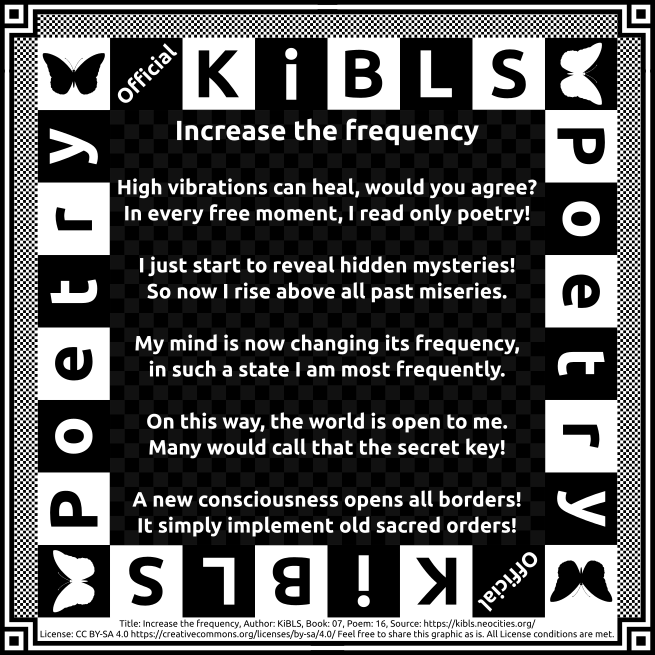 Official KiBLS
Poetry
Poetry
Increase the frequency
High vibrations can heal, would you agree?
In every free moment, I read only poetry!
I just start to reveal hidden mysteries!
So now I rise above all past miseries.
My mind is now changing its frequency,
in such a state I am most frequently.
On this way, the world is open to me.
Many would call that the secret key!
A new consciousness opens all borders!
It simply implement old sacred orders!
Official KiBLS
Title: Increase the frequency, Author: KiBLS, Book: 07, Poem: 16, Source: https://kibls.neocities.org/
License: CC BY-SA 4.0 https://creativecommons.org/licenses/by-sa/4.0/ Feel free to share this graphic as is. All License conditions are met.